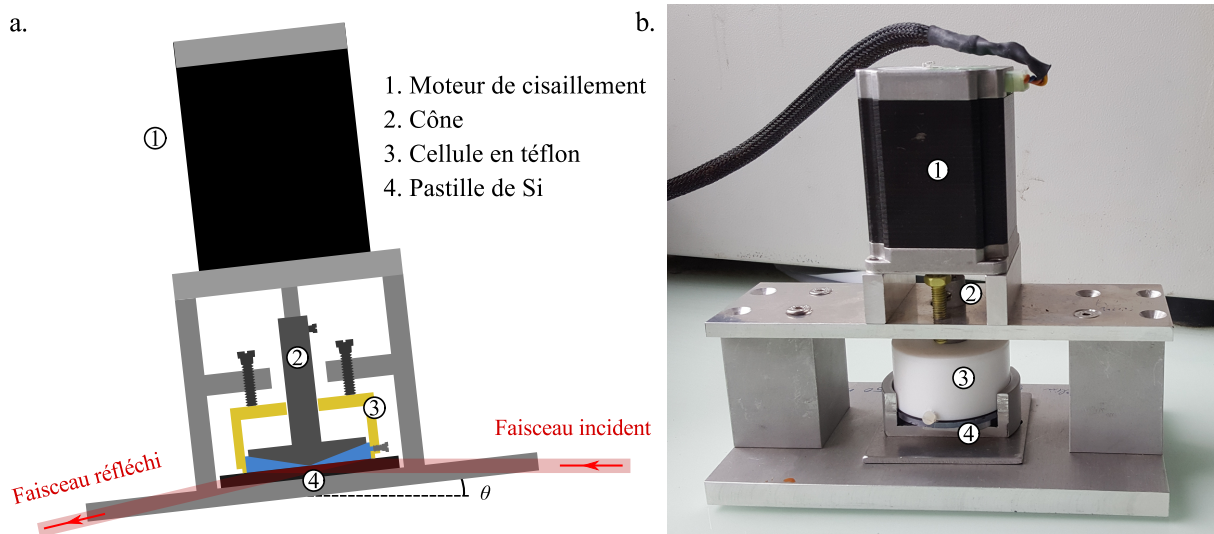 a.
b.
1. Moteur de cisaillement
2. Cône
3. Cellule en téflon
4. Pastille de Si
1
2
3
4
Faisceau incident
Faisceau réfléchi
θ
1
2
3
4